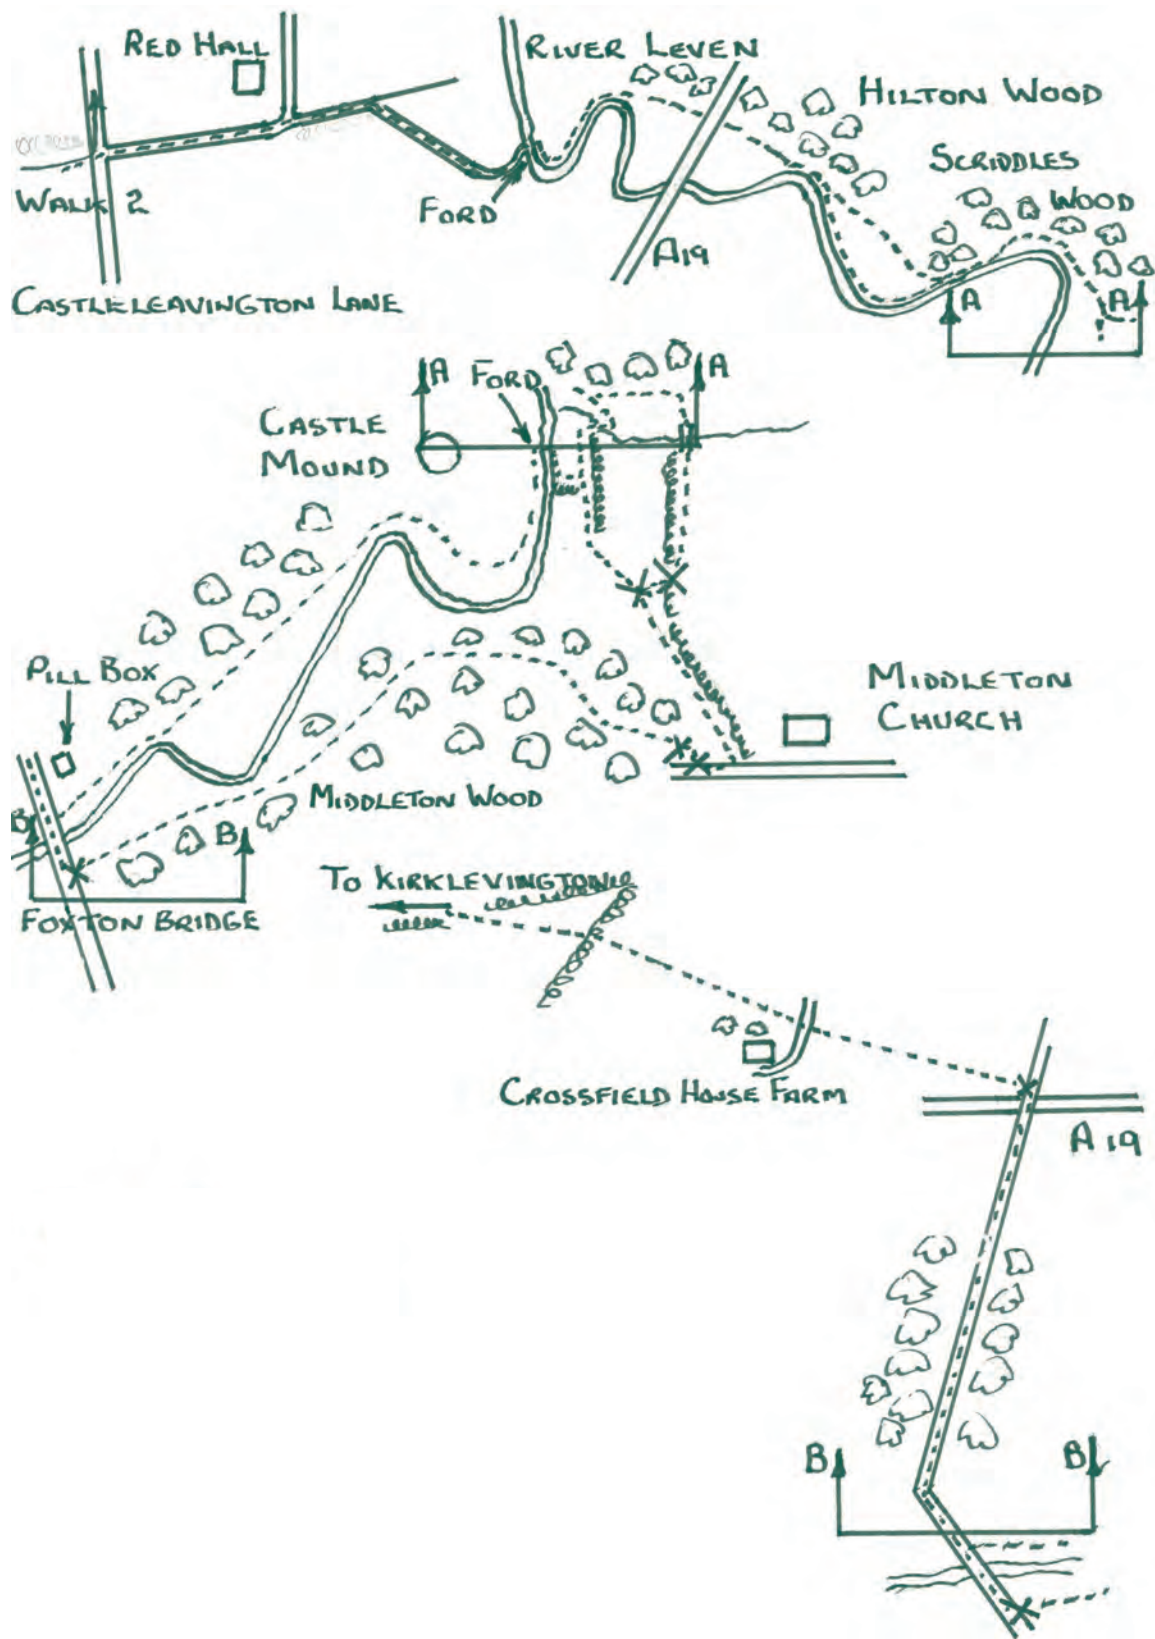 RED HALL
RIVER LEVEN
HILTON WOOD
SCRIDDLES
WOOD
WALK 2
FORD
A19
CASTLELEAVINGTON LANE
A
A
A
FORD
A
CASTLE
MOUND
PILL BOX
MIDDLETON
CHURCH
MIDDLETON WOOD
B
B
TO KIRKLEVINGTON
FOXTON BRIDGE
CROSSFIELD HOUSE FARM
A19
B
B